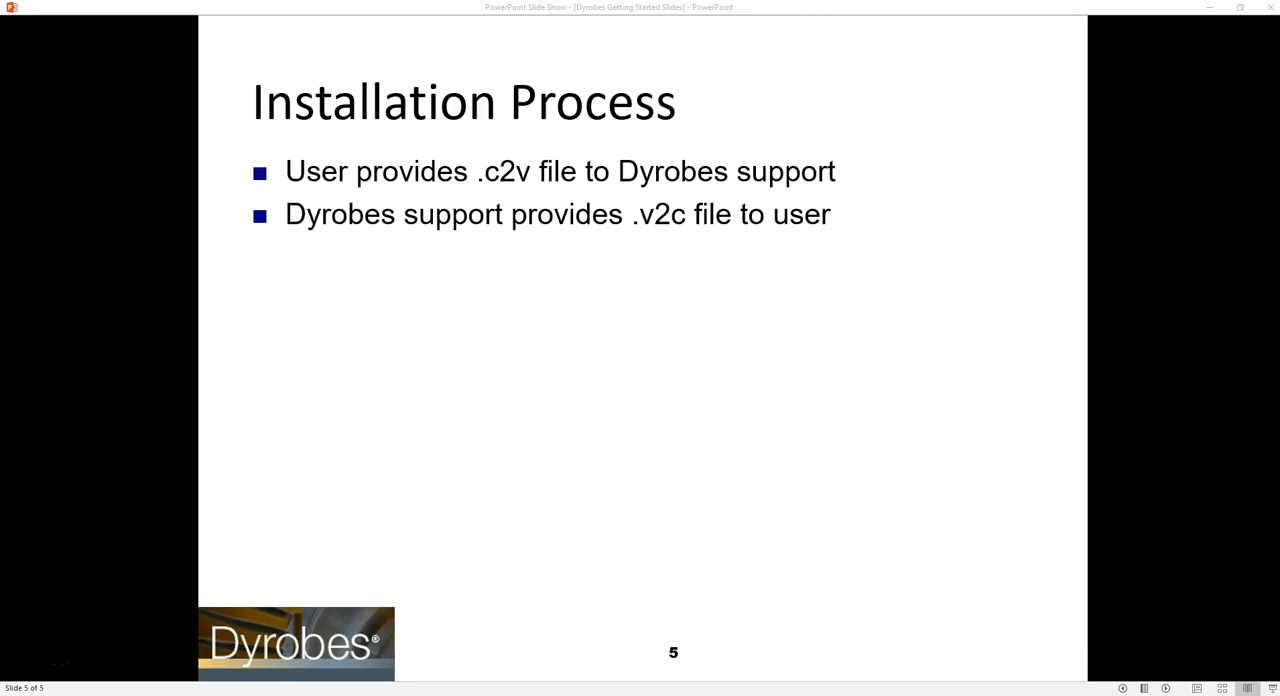 PowerPoint Slide Show - [Dyrobes Getting Started Slides] - PowerPoint
Installation Process
User provides .c2v file to Dyrobes support
Dyrobes support provides .v2c file to user
Dyrobes®
5
Slide 5 of 5